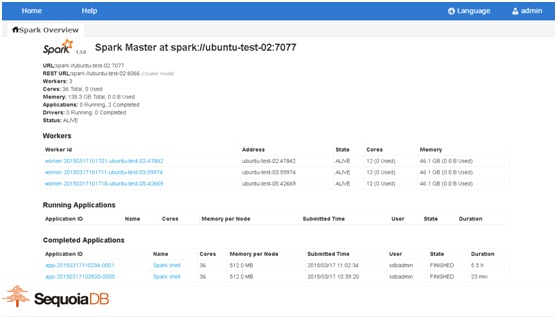 Home Help Language admin
Spark Overview
Spark 1.3.0 Spark Master at spark://ubuntu-test-02:7077
URL:spark://ubuntu-test-02:7077
REST URL:spark://ubuntu-test-02:6066 (cluster mode)
Workers: 3
Cores: 36 Total, 0 Used
Memory: 138.3 GB Total, 0.0 B Used
Applications: 0 Running, 2 Completed
Drivers: 0 Running, 0 Completed
Status: ALIVE
Workers
Worker Id Address State Cores Memory
worker-20150317101701-ubuntu-test-02-47842 ubuntu-test-02:47842 ALIVE 12 (0 Used) 46.1 GB (0.0 B Used)
worker-20150317101711-ubuntu-test-03-59974 ubuntu-test-03:59974 ALIVE 12 (0 Used) 46.1 GB (0.0 B Used)
worker-20150317101718-ubuntu-test-05-42669 ubuntu-test-05:42669 ALIVE 12 (0 Used) 46.1 GB (0.0 B Used)
Running Applications
Application ID Name Cores Memory per Node Submitted Time User State Duration
Completed Applications
Application ID Name Cores Memory per Node Submitted Time User State Duration
app-20150317110234-0001 Spark shell 36 512.0 MB 2015/03/17 11:02:34 sdbadmin FINISHED 5.5 h
app-20150317103920-0000 Spark shell 36 512.0 MB 2015/03/17 10:39:20 sdbadmin FINISHED 23 min
SequoiaDB